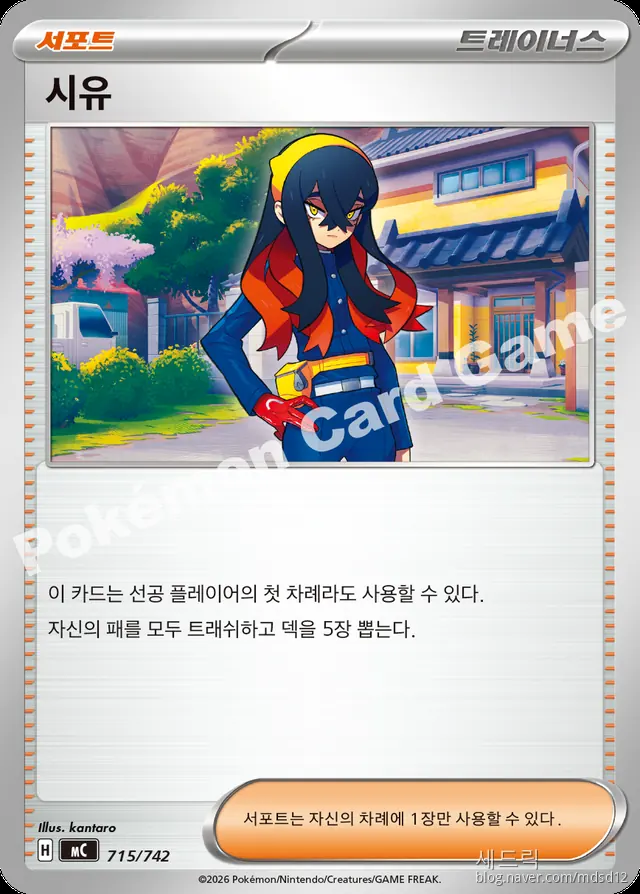 서포트
트레이너스
시유
Pokémon Card Game
이 카드는 선공 플레이어의 첫 차례라도 사용할 수 있다.
자신의 패를 모두 트래쉬하고 덱을 5장 뽑는다.
서포트는 자신의 차례에 1장만 사용할 수 있다.
Illus. kantaro
H MC 715/742
©2026 Pokémon/Nintendo/Creatures/GAME FREAK.
세드릭
blog.naver.com/mdsd12